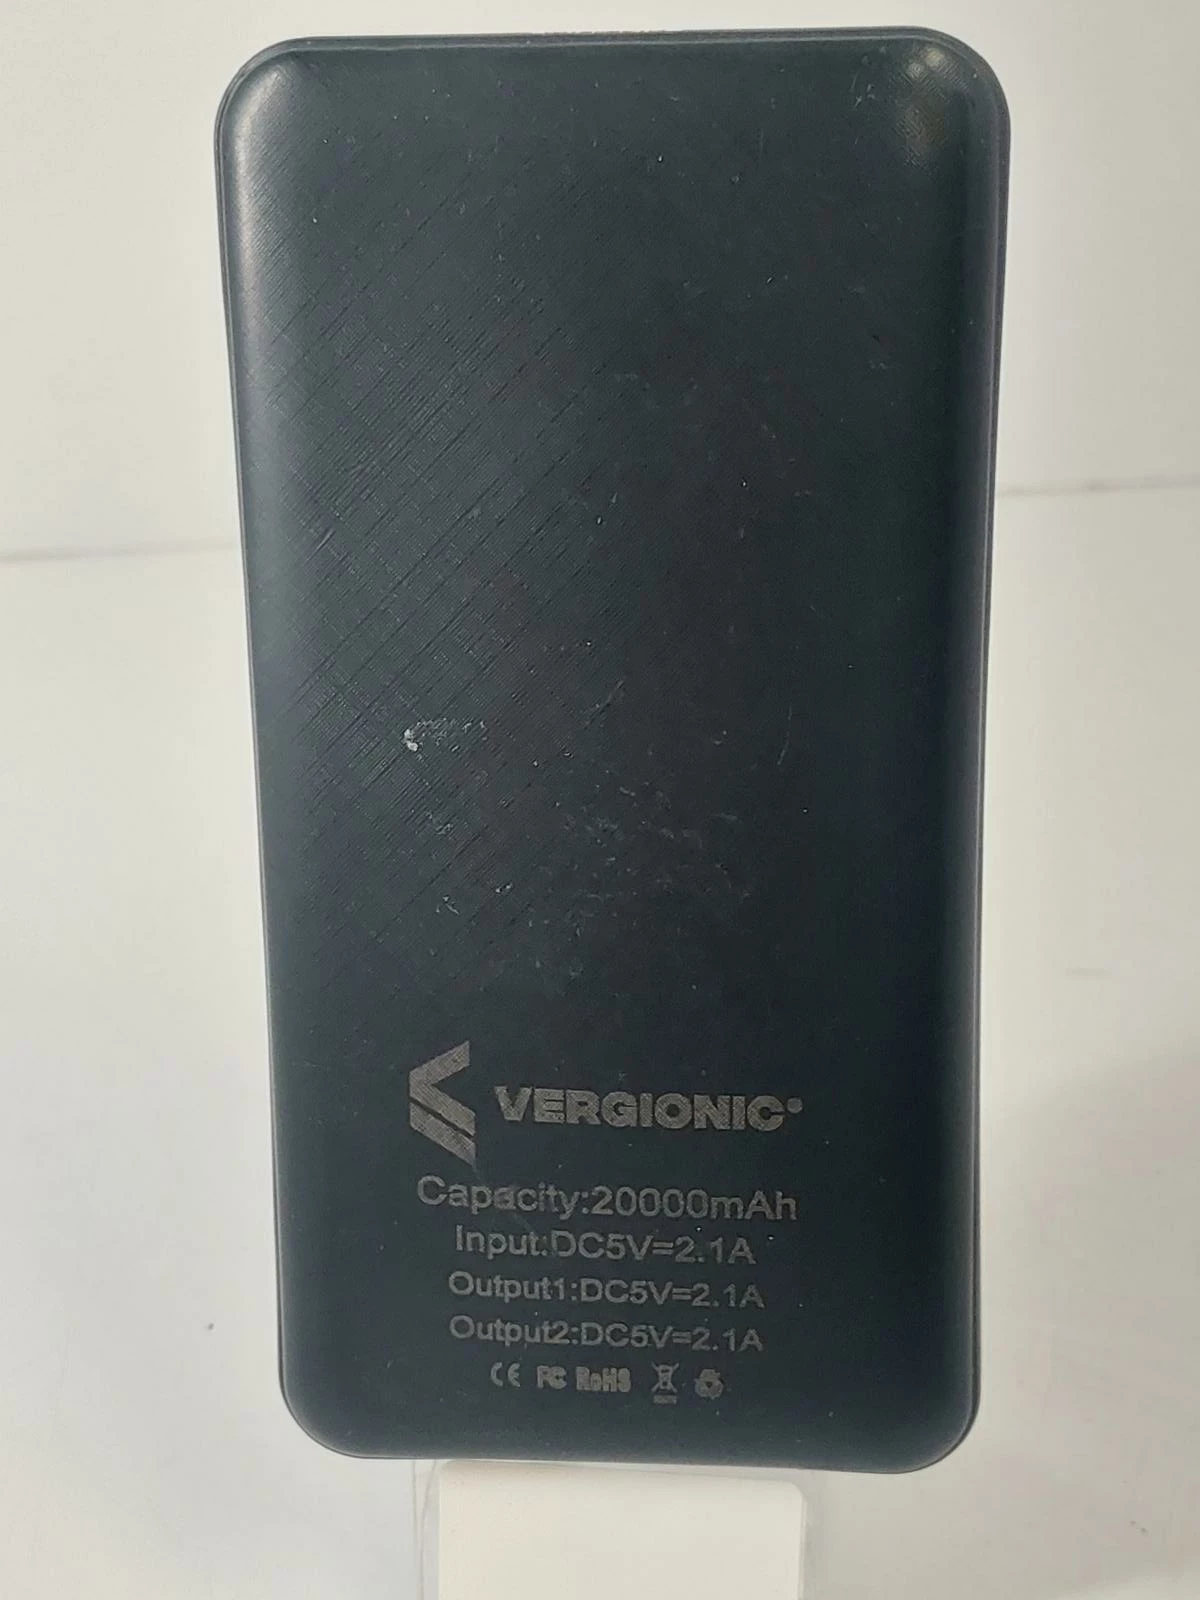 VERGIONIC®
Capacity:20000mAh
Input:DC5V=2.1A
Output1:DC5V=2.1A
Output2:DC5V=2.1A
CE FC RoHS